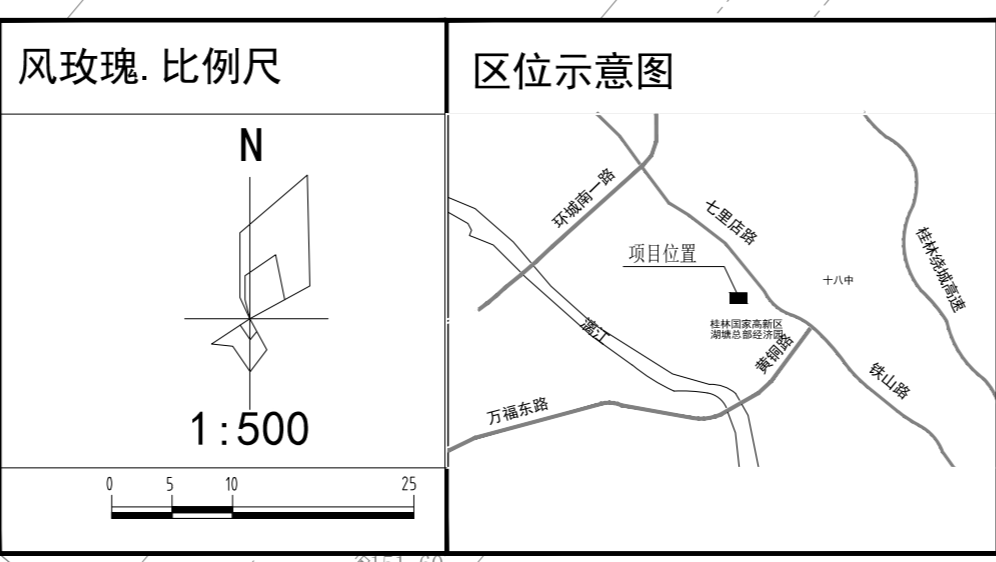 风玫瑰.比例尺
区位示意图
N
1:500
0 5 10 25
环城南一路
七里店路
桂林绕城高速
项目位置
十八中
漓江
桂林国家高新区
湖塘总部经济园
黄铜路
铁山路
万福东路